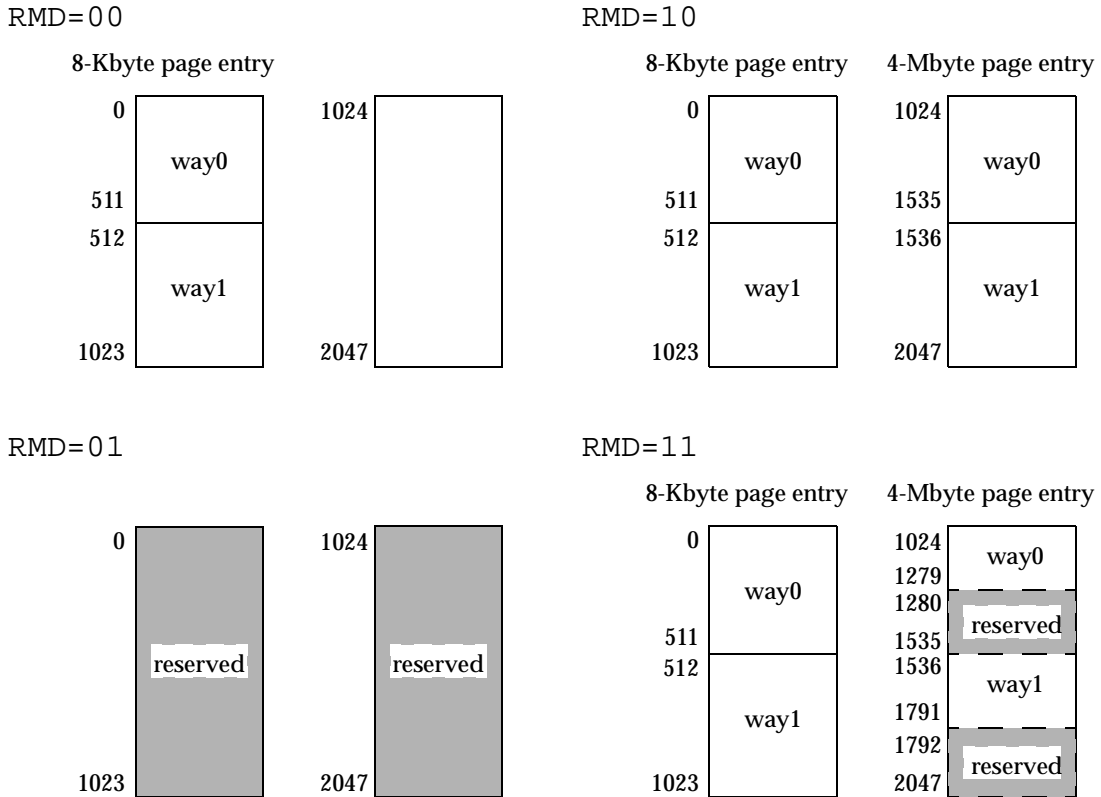 RMD=00
8-Kbyte page entry
0
way0
511
512
way1
1023
1024
2047
RMD=10
8-Kbyte page entry
0
way0
511
512
way1
1023
4-Mbyte page entry
1024
way0
1535
1536
way1
2047
RMD=01
0
reserved
1023
1024
reserved
2047
RMD=11
8-Kbyte page entry
0
way0
511
512
way1
1023
4-Mbyte page entry
1024
way0
1279
1280
reserved
1535
1536
way1
1791
1792
reserved
2047